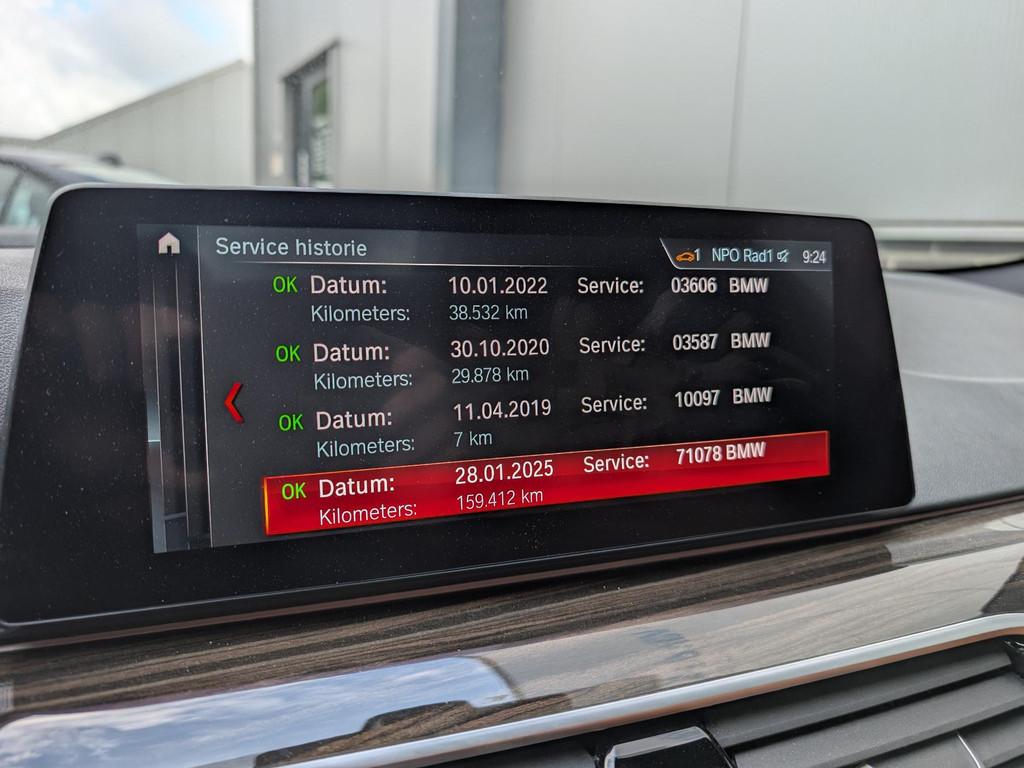 Service historie
1 NPO Rad1 9:24
OK Datum: 10.01.2022 Service: 03606 BMW
Kilometers: 38.532 km
OK Datum: 30.10.2020 Service: 03587 BMW
Kilometers: 29.878 km
OK Datum: 11.04.2019 Service: 10097 BMW
Kilometers: 7 km
OK Datum: 28.01.2025 Service: 71078 BMW
Kilometers: 159.412 km